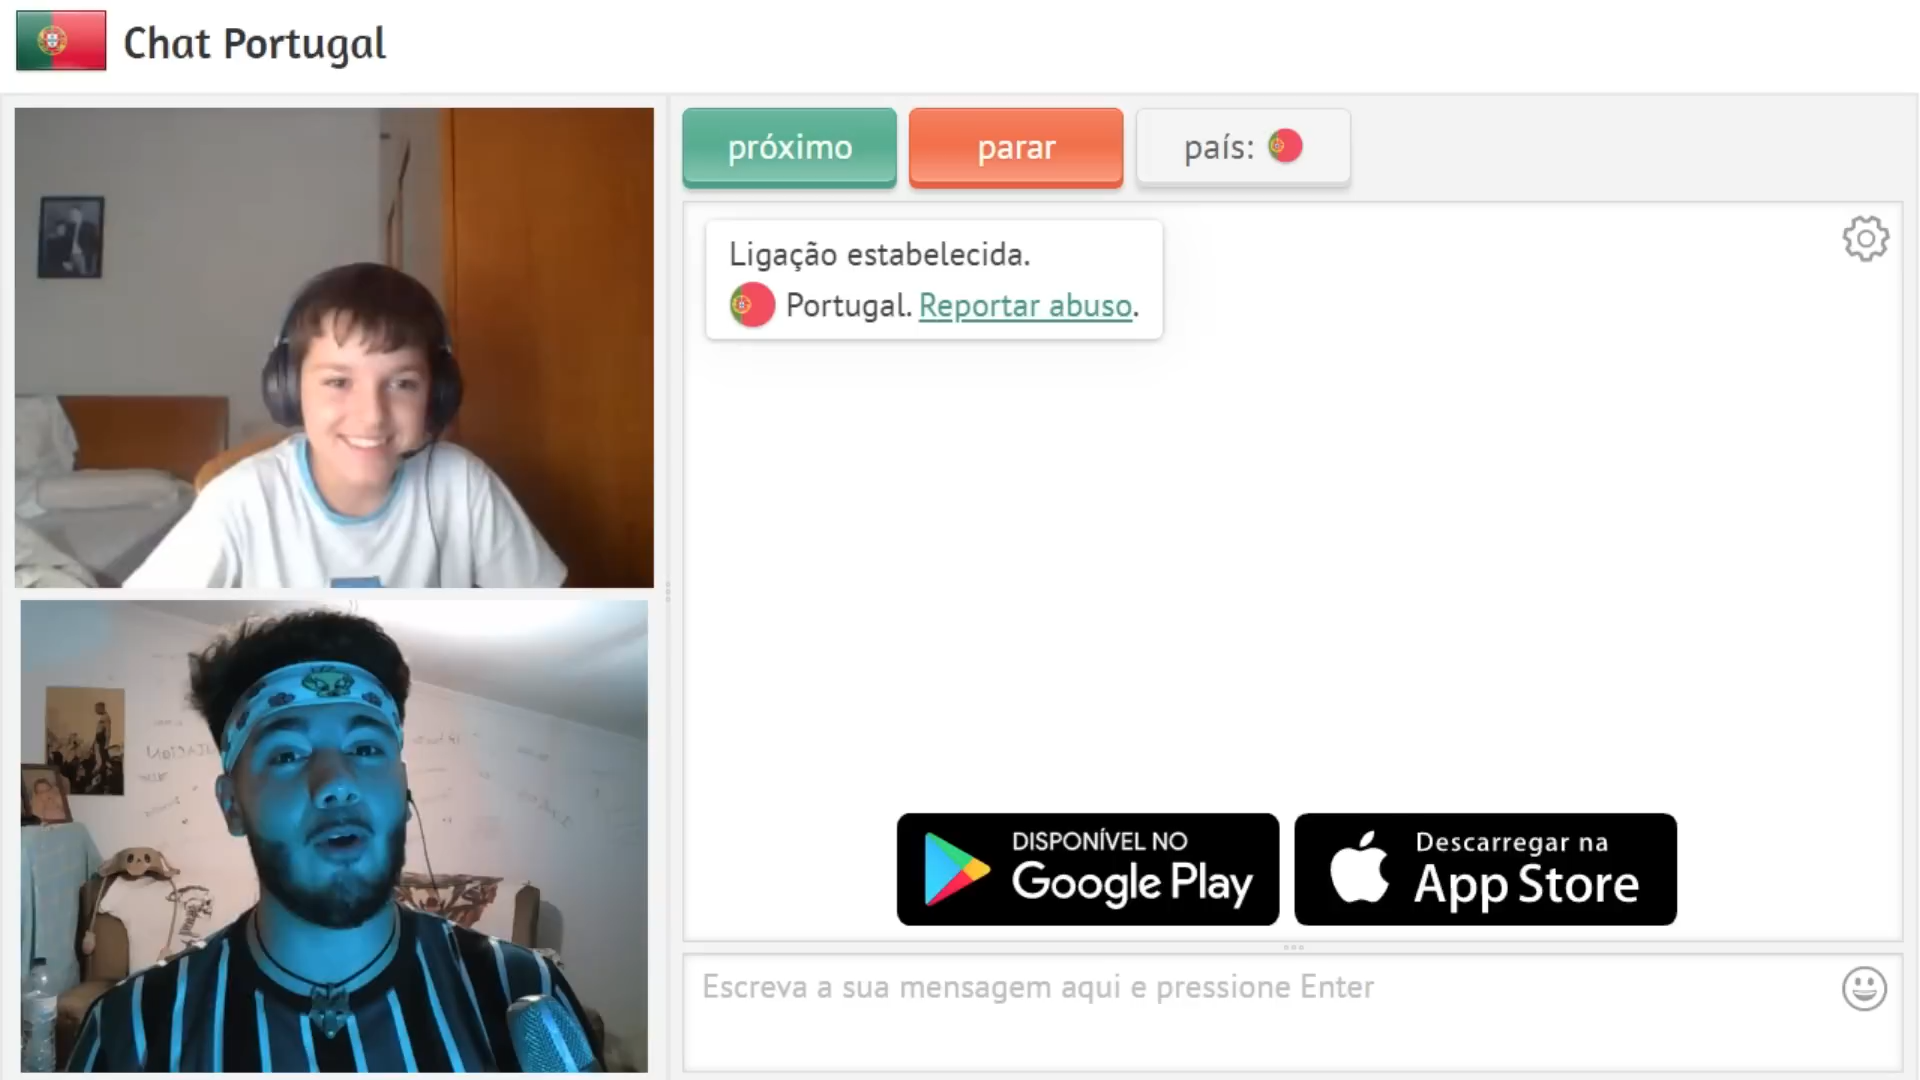 Chat Portugal
próximo
parar
país:
Ligação estabelecida.
Portugal. Reportar abuso.
DISPONÍVEL NO
Google Play
Descarregar na
App Store
Escreva a sua mensagem aqui e pressione Enter